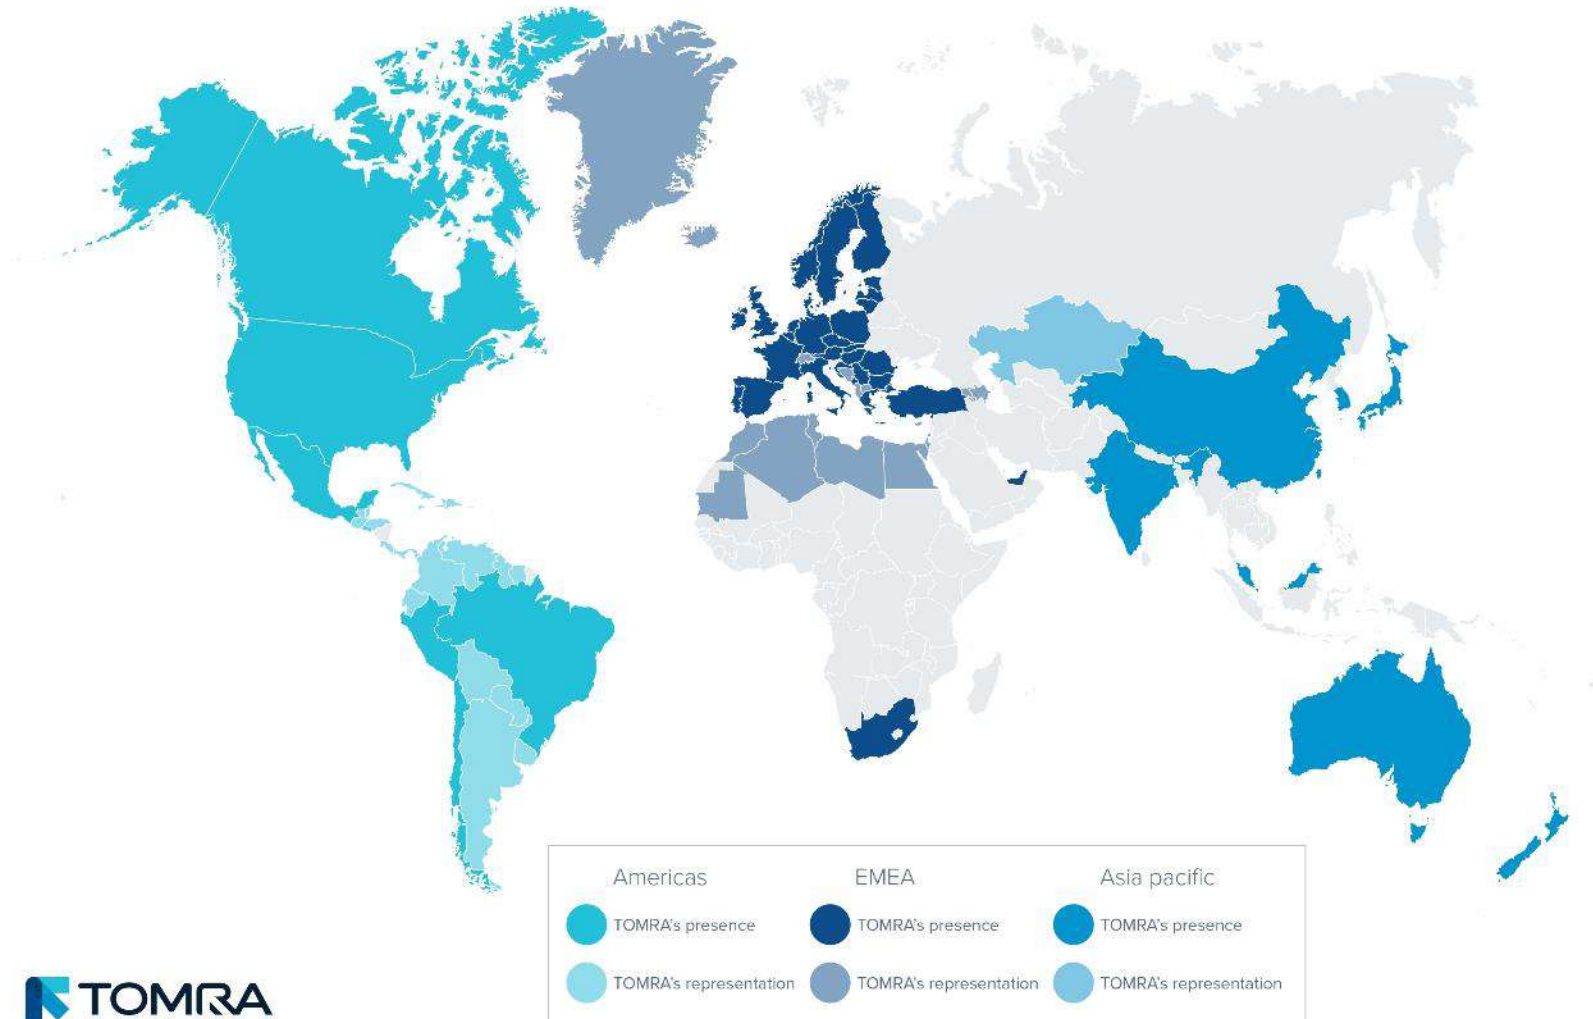 Americas EMEA Asia pacific
TOMRA's presence TOMRA's presence TOMRA's presence
TOMRA's representation TOMRA's representation TOMRA's representation
TOMRA